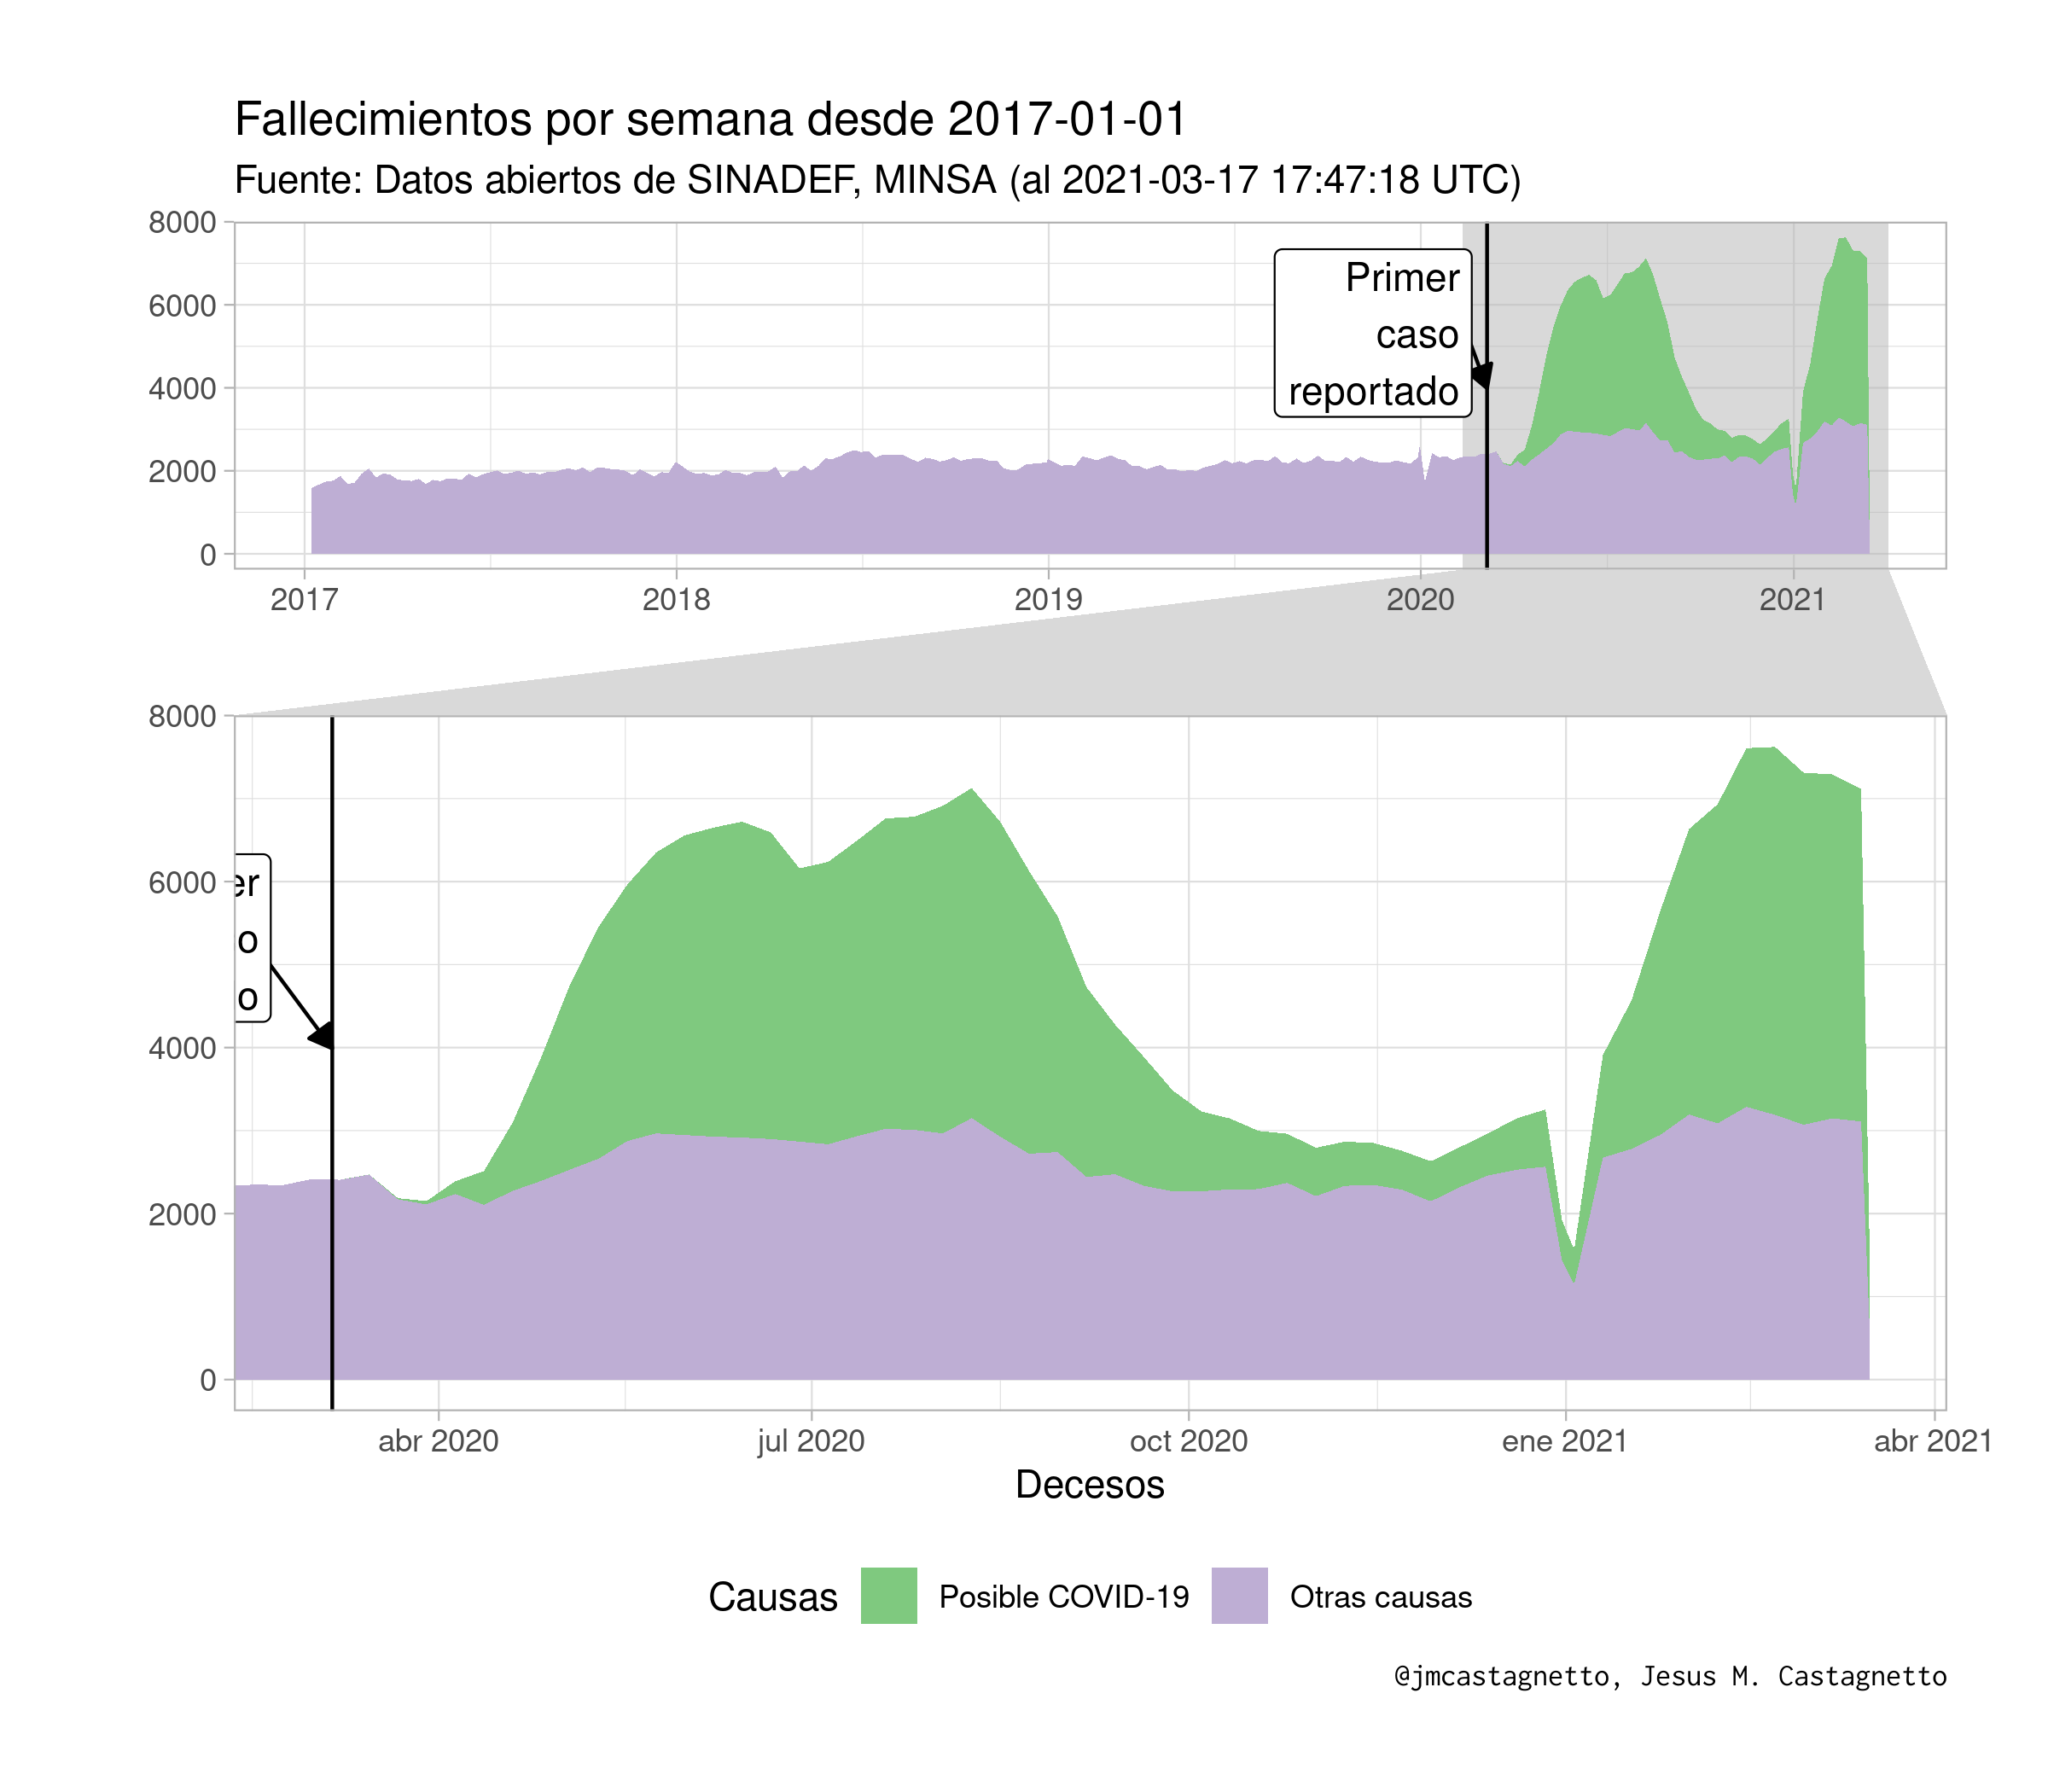 Fallecimientos por semana desde 2017-01-01
Fuente: Datos abiertos de SINADEF, MINSA (al 2021-03-17 17:47:18 UTC)
8000
6000
4000
2000
0
Primer
caso
reportado
2017
2018
2019
2020
2021
8000
6000
4000
2000
0
er
o
o
abr 2020
jul 2020
oct 2020
ene 2021
abr 2021
Decesos
Causas
Posible COVID-19
Otras causas
@jmcastagnetto, Jesus M. Castagnetto